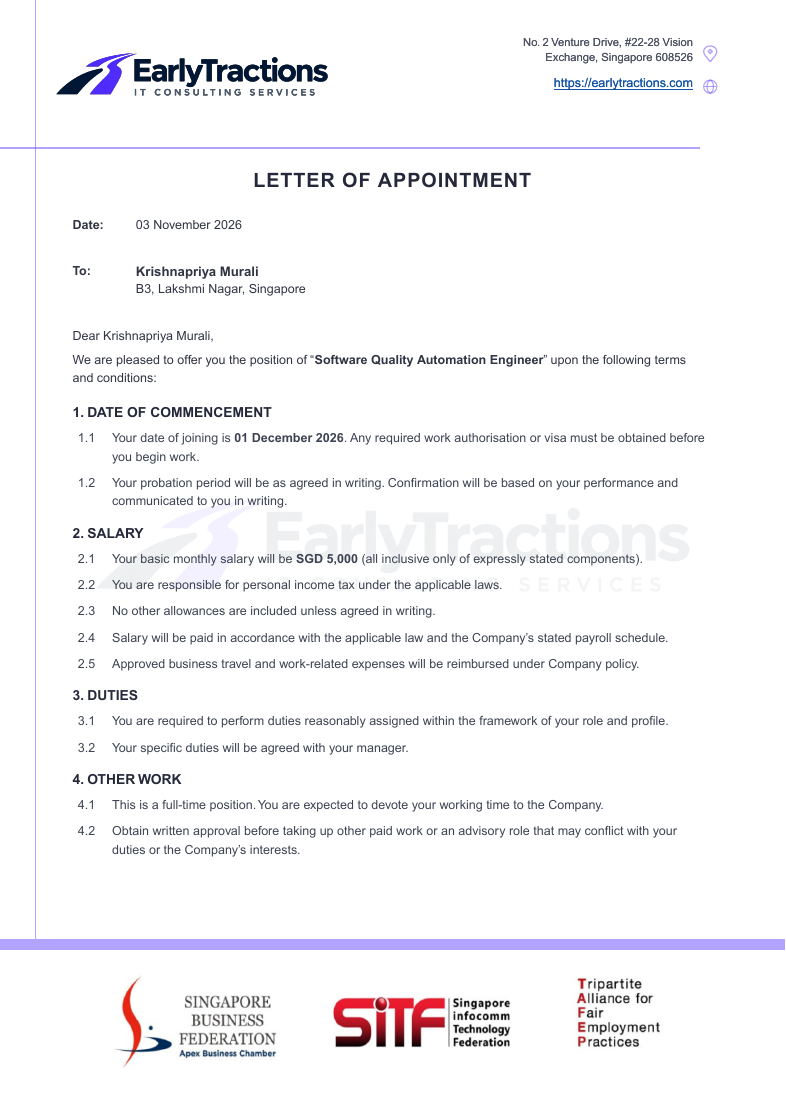 EarlyTractions
IT CONSULTING SERVICES
No. 2 Venture Drive, #22-28 Vision
Exchange, Singapore 608526
https://earlytractions.com
LETTER OF APPOINTMENT
Date: 03 November 2026
To: Krishnapriya Murali
B3, Lakshmi Nagar, Singapore
Dear Krishnapriya Murali,
We are pleased to offer you the position of “Software Quality Automation Engineer” upon the following terms
and conditions:
1. DATE OF COMMENCEMENT
1.1 Your date of joining is 01 December 2026. Any required work authorisation or visa must be obtained before
you begin work.
1.2 Your probation period will be as agreed in writing. Confirmation will be based on your performance and
communicated to you in writing.
EarlyTractions
SERVICES
2. SALARY
2.1 Your basic monthly salary will be SGD 5,000 (all inclusive only of expressly stated components).
2.2 You are responsible for personal income tax under the applicable laws.
2.3 No other allowances are included unless agreed in writing.
2.4 Salary will be paid in accordance with the applicable law and the Company’s stated payroll schedule.
2.5 Approved business travel and work-related expenses will be reimbursed under Company policy.
3. DUTIES
3.1 You are required to perform duties reasonably assigned within the framework of your role and profile.
3.2 Your specific duties will be agreed with your manager.
4. OTHER WORK
4.1 This is a full-time position. You are expected to devote your working time to the Company.
4.2 Obtain written approval before taking up other paid work or an advisory role that may conflict with your
duties or the Company’s interests.
SINGAPORE
BUSINESS
FEDERATION
Apex Business Chamber
SiTF
Singapore
infocomm
Technology
Federation
Tripartite
Alliance for
Fair
Employment
Practices